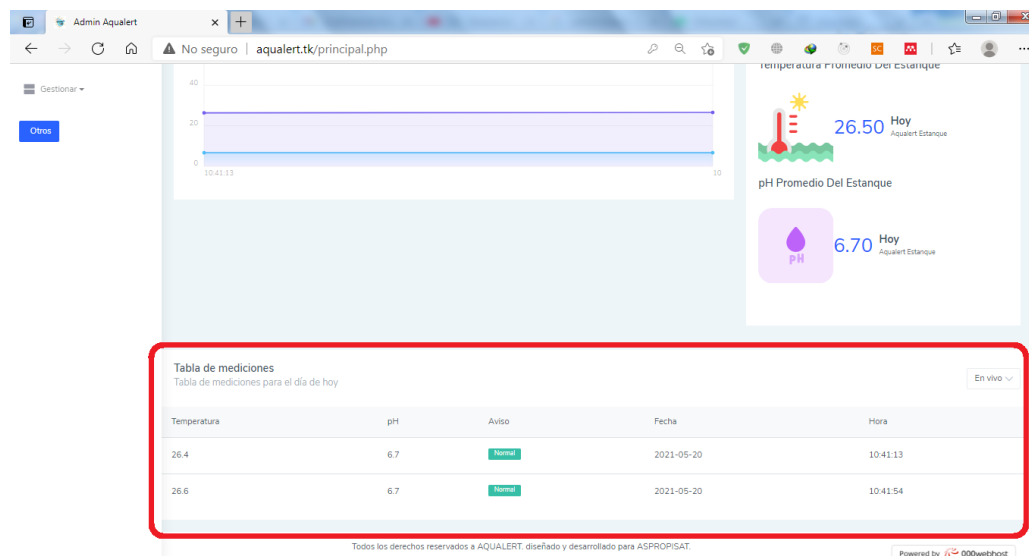 Admin Aqualert
No seguro | aqualert.tk/principal.php
Gestionar
Otros
40
20
0
10:41:13
10
Temperatura Promedio Del Estanque
26.50 Hoy
Aqualert Estanque
pH Promedio Del Estanque
pH
6.70 Hoy
Aqualert Estanque
Tabla de mediciones
Tabla de mediciones para el día de hoy
En vivo
Temperatura pH Aviso Fecha Hora
26.4 6.7 Normal 2021-05-20 10:41:13
26.6 6.7 Normal 2021-05-20 10:41:54
Todos los derechos reservados a AQUALERT. diseñado y desarrollado para ASPROPISAT.
Powered by 000webhost